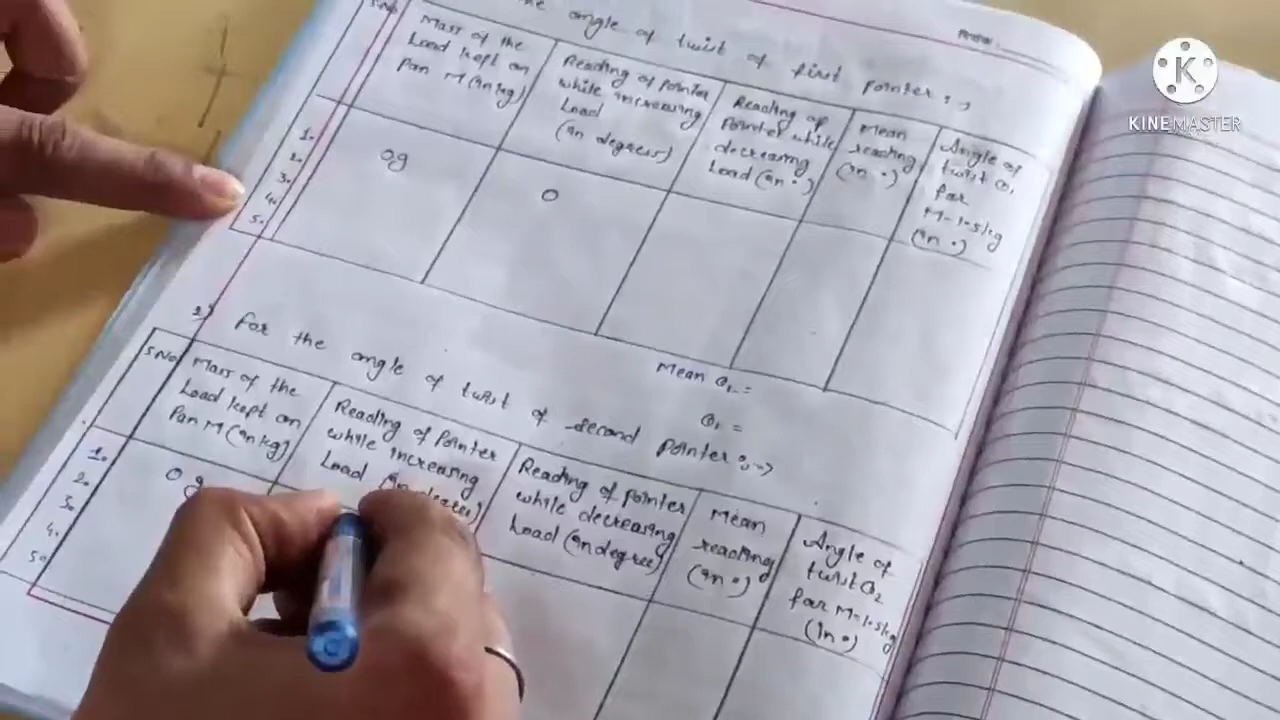 the angle of twist of first pointer :→
S.No.
Mass of the
Load kept on
Pan M (in kg)
Reading of Pointer
while increasing
Load
(in degrees)
Reading of
Pointer while
decreasing
Load (in °)
Mean
reading
(in °)
Angle of
twist θ1
for
M=1.5kg
(in °)
1.
2.
3.
4.
5.
0g
0
Mean θ1 =
θ1 =
2) For the angle of twist of second pointer :→
S.No
Mass of the
Load kept on
Pan M (in kg)
Reading of Pointer
while increasing
Load (in degree)
Reading of pointer
while decreasing
Load (in degree)
Mean
reading
(in °)
Angle of
twist θ2
for M=1.5kg
(in °)
1.
2.
3.
4.
5.
0 g
K
KINEMASTER